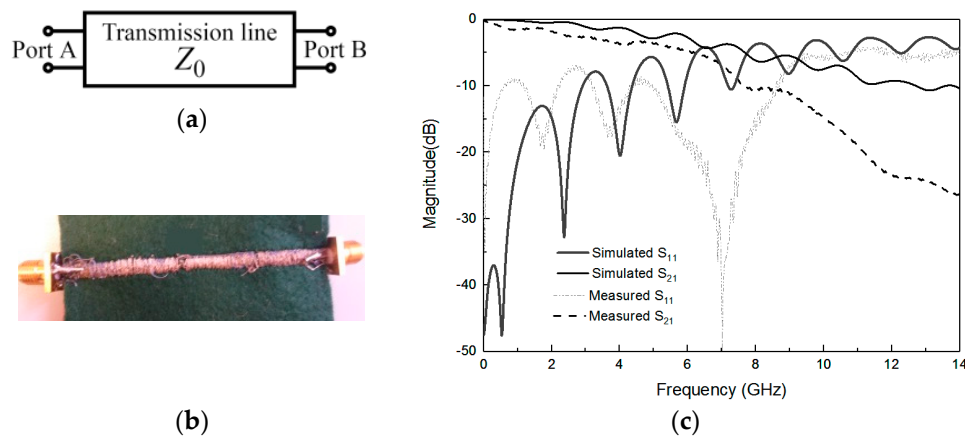 Port A
Transmission line
Z₀
Port B
(a)
(b)
Magnitude(dB)
0
-10
-20
-30
-40
-50
Simulated S₁₁
Simulated S₂₁
Measured S₁₁
Measured S₂₁
0 2 4 6 8 10 12 14
Frequency (GHz)
(c)